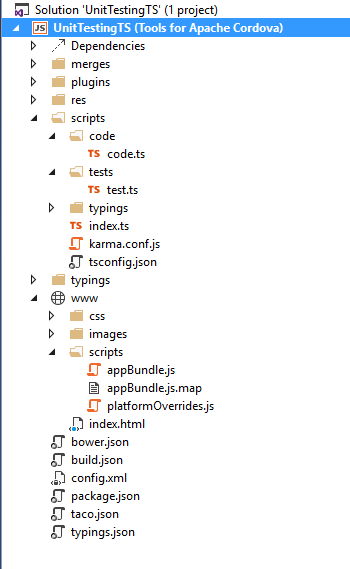 Solution 'UnitTestingTS' (1 project)
JS UnitTestingTS (Tools for Apache Cordova)
Dependencies
merges
plugins
res
scripts
code
TS code.ts
tests
TS test.ts
typings
TS index.ts
karma.conf.js
tsconfig.json
typings
www
css
images
scripts
appBundle.js
appBundle.js.map
platformOverrides.js
index.html
bower.json
build.json
config.xml
package.json
taco.json
typings.json